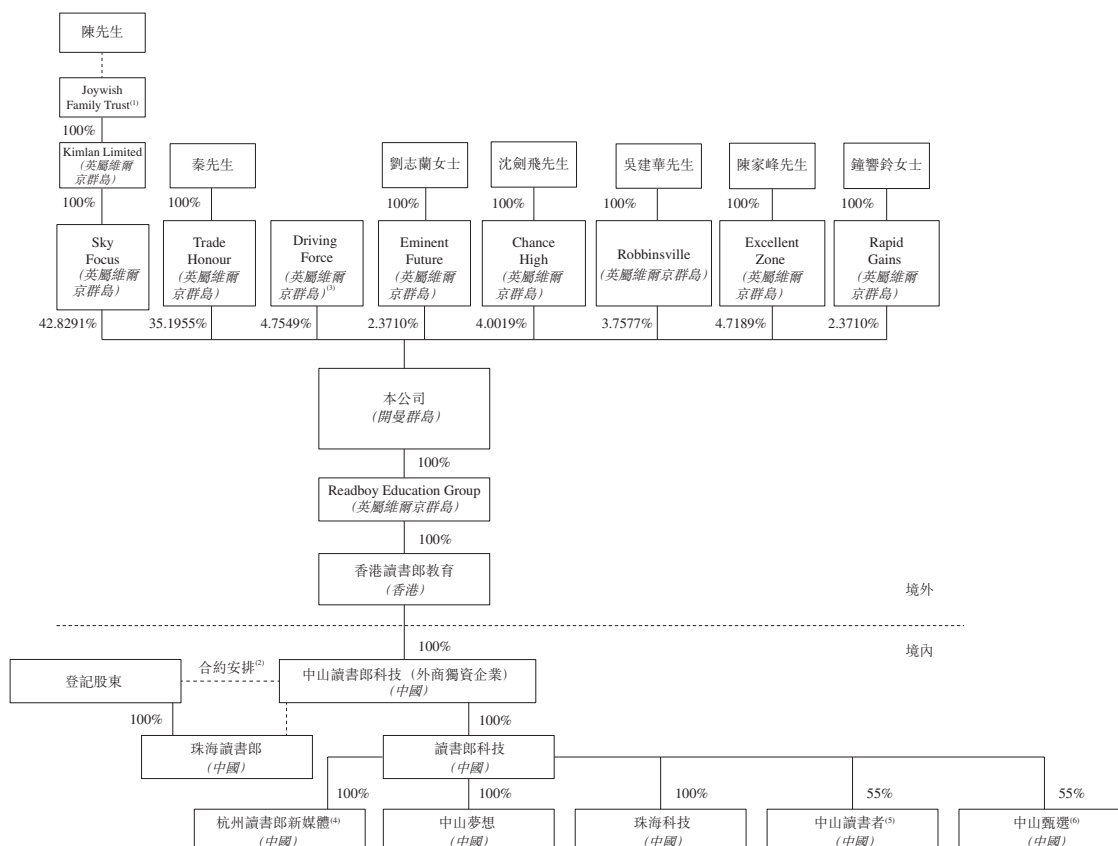 陳先生
Joywish
Family Trust(1)
100%
Kimlan Limited
(英屬維爾
京群島)
秦先生
劉志蘭女士
沈劍飛先生
吳建華先生
陳家峰先生
鐘響鈴女士
100%
100%
100%
100%
100%
100%
100%
Sky
Focus
(英屬維爾
京群島)
Trade
Honour
(英屬維爾
京群島)
Driving
Force
(英屬維爾
京群島)(3)
Eminent
Future
(英屬維爾
京群島)
Chance
High
(英屬維爾
京群島)
Robbinsville
(英屬維爾京群島)
Excellent
Zone
(英屬維爾
京群島)
Rapid
Gains
(英屬維爾
京群島)
42.8291%
35.1955%
4.7549%
2.3710%
4.0019%
3.7577%
4.7189%
2.3710%
本公司
(開曼群島)
100%
Readboy Education Group
(英屬維爾京群島)
100%
香港讀書郎教育
(香港)
境外
境內
100%
登記股東
合約安排(2)
中山讀書郎科技（外商獨資企業）
(中國)
100%
100%
珠海讀書郎
(中國)
讀書郎科技
(中國)
100%
100%
100%
55%
55%
杭州讀書郎新媒體(4)
(中國)
中山夢想
(中國)
珠海科技
(中國)
中山讀書者(5)
(中國)
中山甄選(6)
(中國)